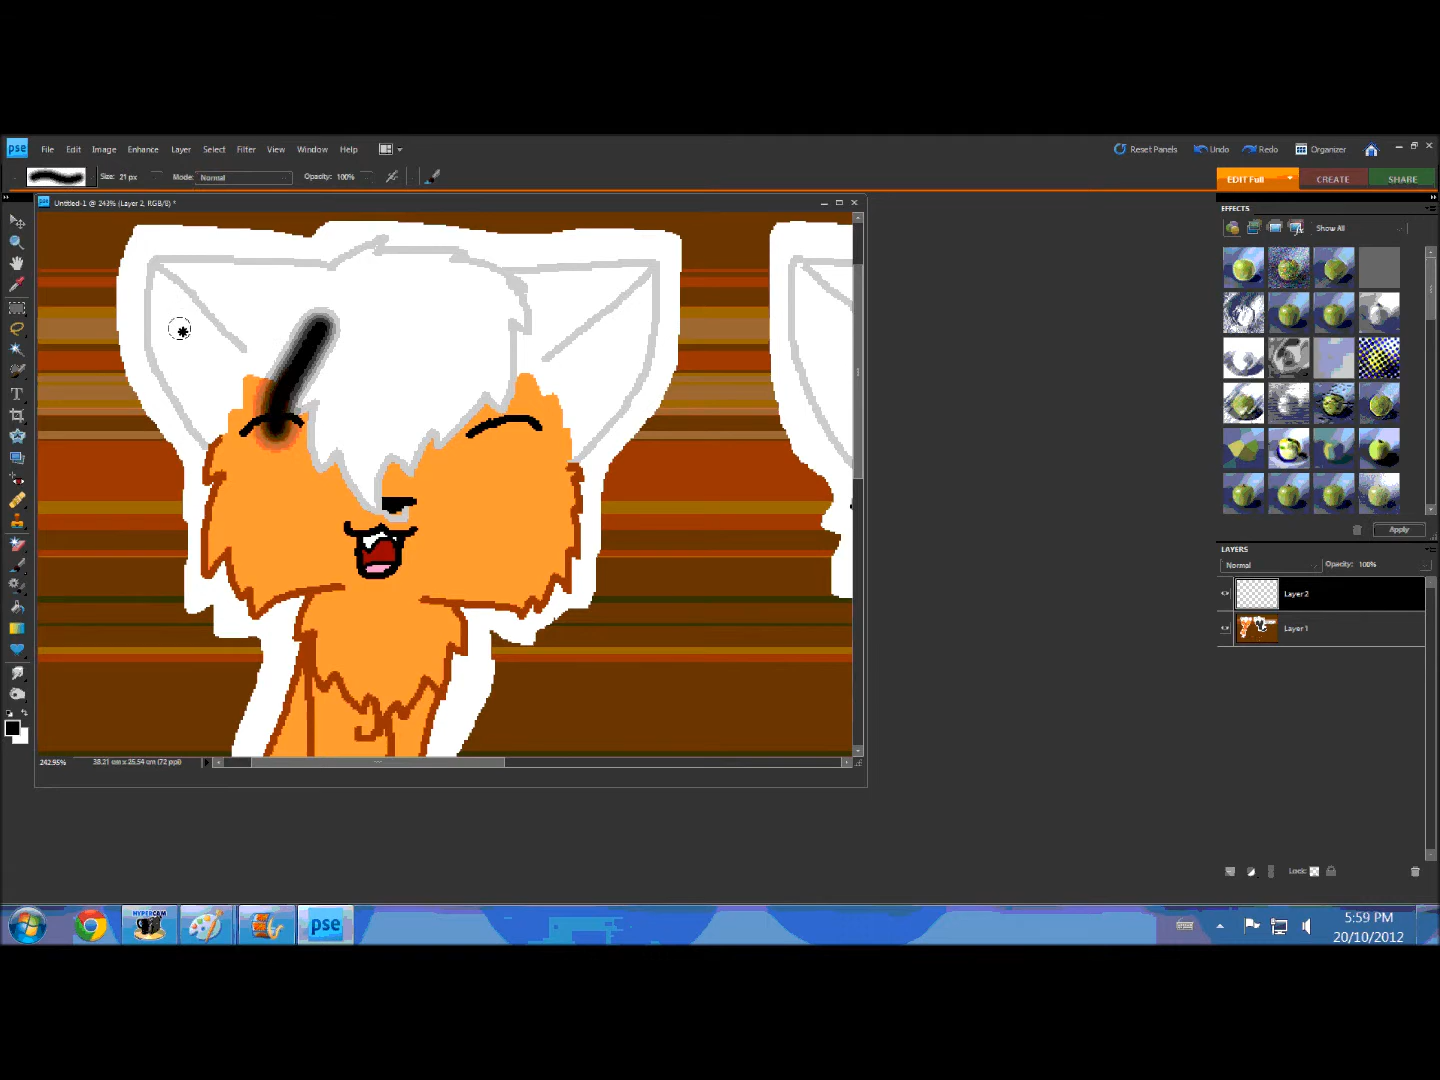 pse File Edit Image Enhance Layer Select Filter View Window Help Reset Panels Undo Redo Organizer
Size: 21 px Mode: Normal Opacity: 100% EDIT Full CREATE SHARE
Untitled-1 @ 243% (Layer 2, RGB/8) *
EFFECTS
Show All
T
Apply
LAYERS
Normal Opacity: 100%
Layer 2
Layer 1
242.95% 38.21 cm x 25.54 cm (72 ppi)
Lock:
HYPERCAM
pse
5:59 PM
20/10/2012